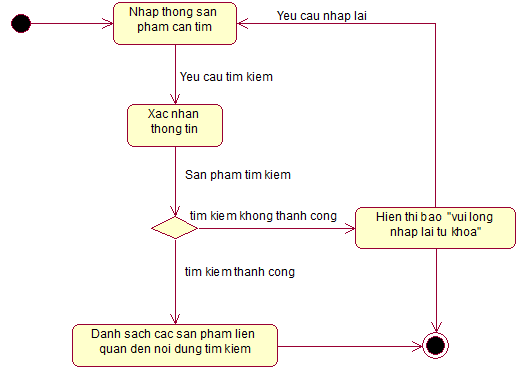 Nhap thong san
pham can tim
Yeu cau nhap lai
Yeu cau tim kiem
Xac nhan
thong tin
San pham tim kiem
tim kiem khong thanh cong
Hien thi bao "vui long
nhap lai tu khoa"
tim kiem thanh cong
Danh sach cac san pham lien
quan den noi dung tim kiem